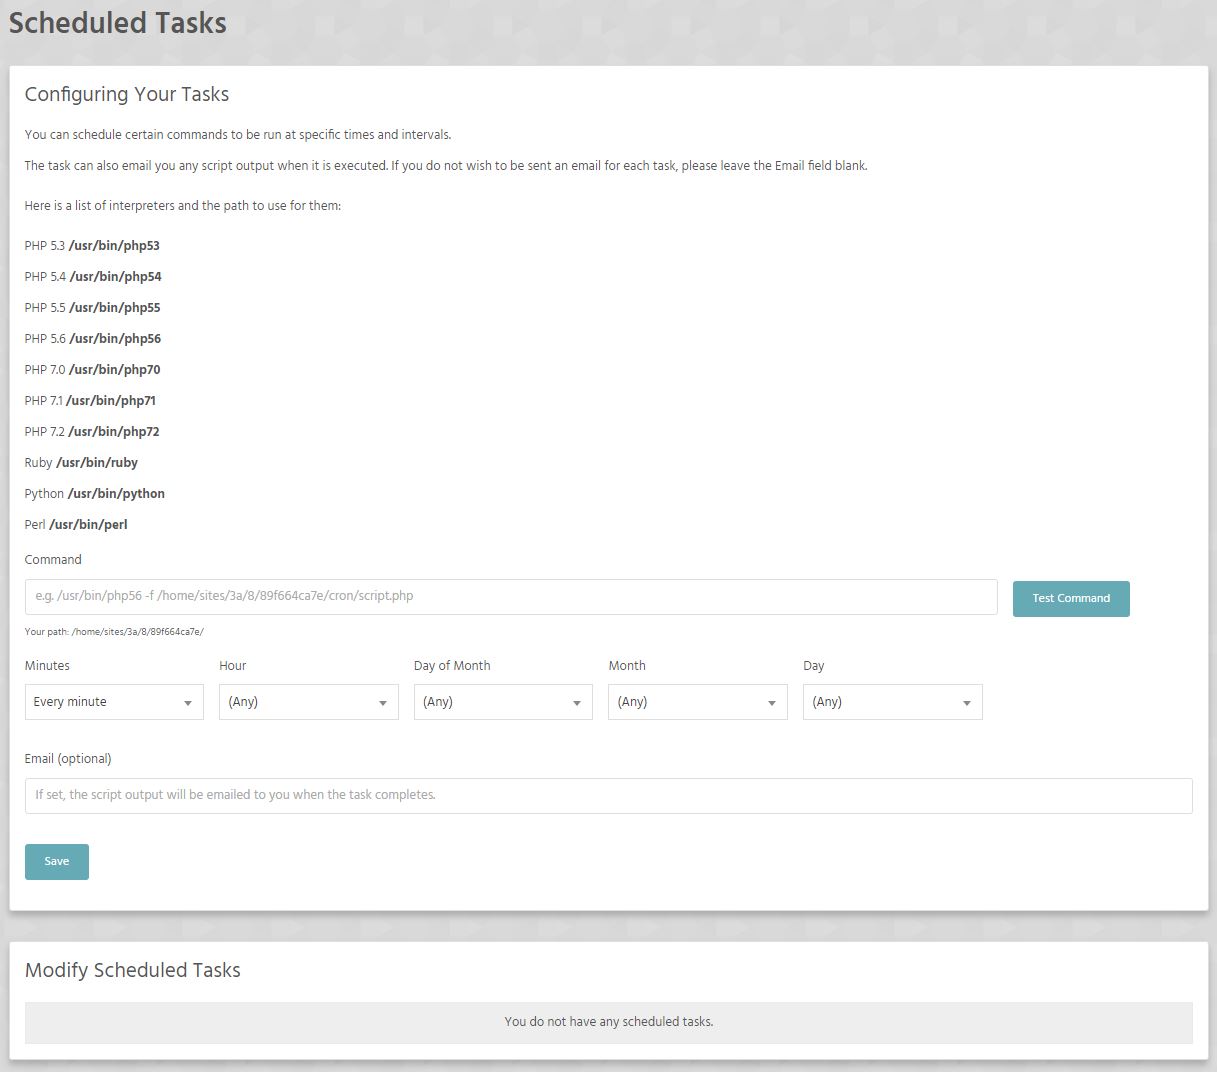 Scheduled Tasks
Configuring Your Tasks
You can schedule certain commands to be run at specific times and intervals.
The task can also email you any script output when it is executed. If you do not wish to be sent an email for each task, please leave the Email field blank.
Here is a list of interpreters and the path to use for them:
PHP 5.3 /usr/bin/php53
PHP 5.4 /usr/bin/php54
PHP 5.5 /usr/bin/php55
PHP 5.6 /usr/bin/php56
PHP 7.0 /usr/bin/php70
PHP 7.1 /usr/bin/php71
PHP 7.2 /usr/bin/php72
Ruby /usr/bin/ruby
Python /usr/bin/python
Perl /usr/bin/perl
Command
e.g. /usr/bin/php56 -f /home/sites/3a/8/89f664ca7e/cron/script.php Test Command
Your path: /home/sites/3a/8/89f664ca7e/
Minutes Hour Day of Month Month Day
Every minute (Any) (Any) (Any) (Any)
Email (optional)
If set, the script output will be emailed to you when the task completes.
Save
Modify Scheduled Tasks
You do not have any scheduled tasks.